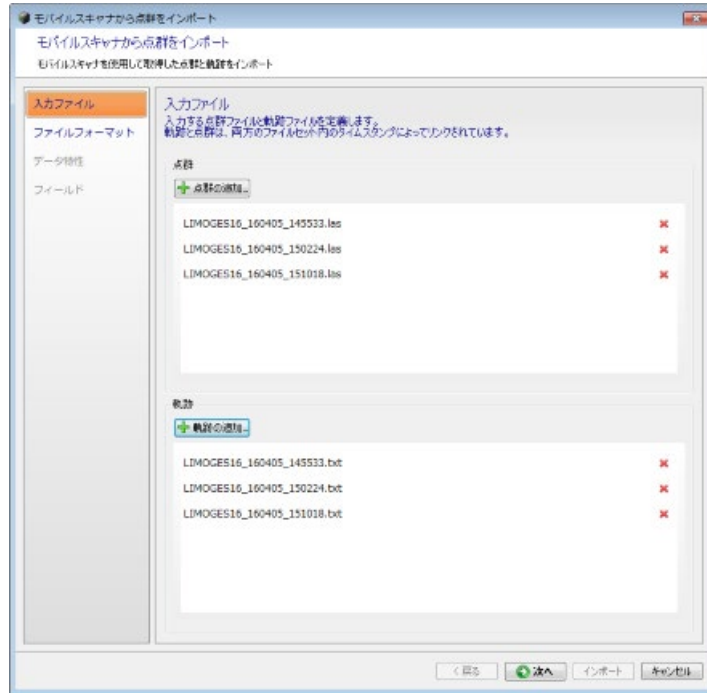 モバイルスキャナから点群をインポート
モバイルスキャナから点群をインポート
モバイルスキャナを使用して取得した点群と軌跡をインポート
入力ファイル
ファイルフォーマット
データ特性
フィールド
入力ファイル
入力する点群ファイルと軌跡ファイルを定義します。
軌跡と点群は、両方のファイルセット内のタイムスタンプによってリンクされています。
点群
点群の追加...
LIMOGES16_160405_145533.las
LIMOGES16_160405_150224.las
LIMOGES16_160405_151018.las
軌跡
軌跡の追加...
LIMOGES16_160405_145533.txt
LIMOGES16_160405_150224.txt
LIMOGES16_160405_151018.txt
< 戻る 次へ インポート キャンセル